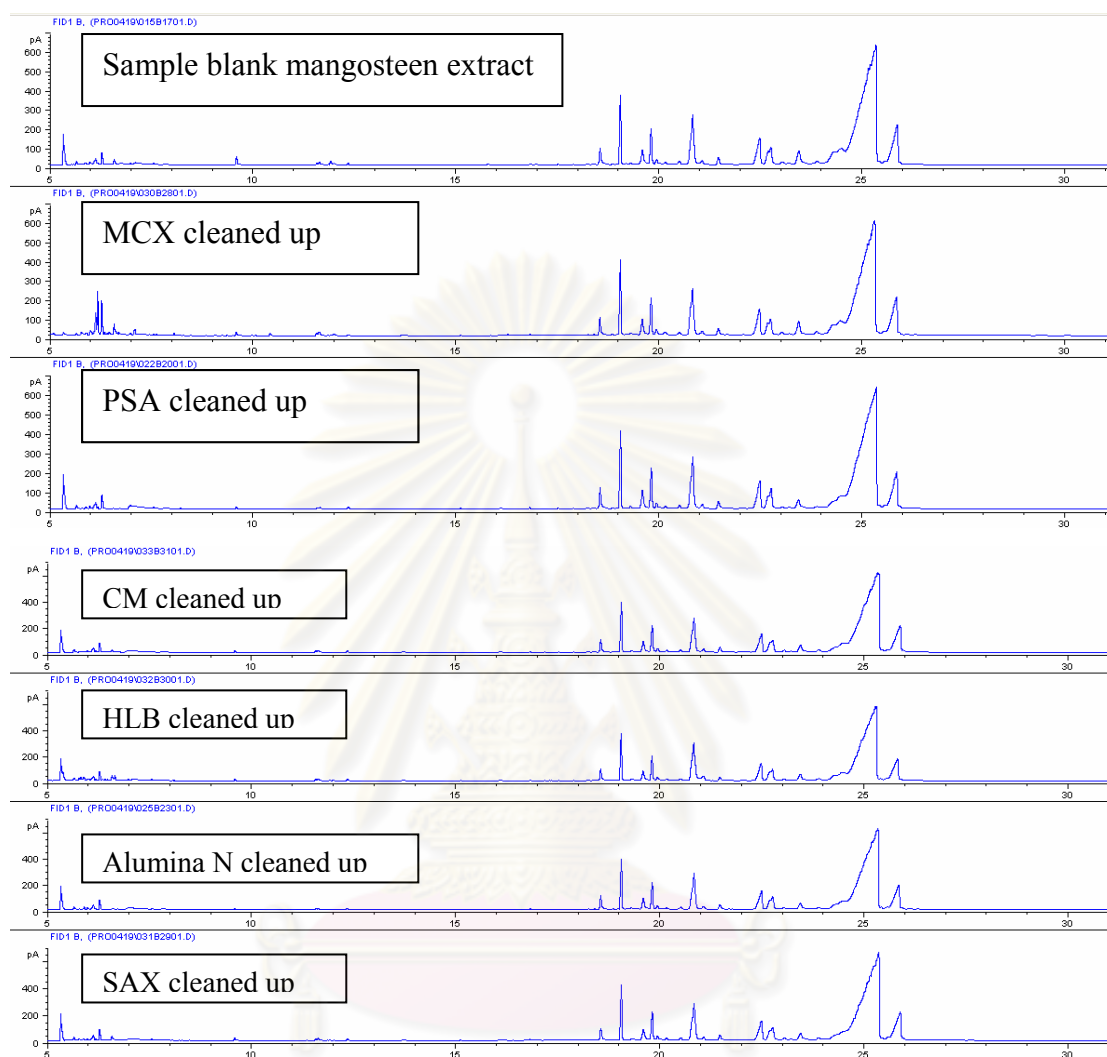 FID1 B, (PRO0419\015B1701.D)
pA
Sample blank mangosteen extract
600
500
400
300
200
100
0
5 10 15 20 25 30
FID1 B, (PRO0419\030B2801.D)
pA
MCX cleaned up
600
500
400
300
200
100
0
5 10 15 20 25 30
FID1 B, (PRO0419\022B2001.D)
pA
PSA cleaned up
600
500
400
300
200
100
0
5 10 15 20 25 30
FID1 B, (PRO0419\033B3101.D)
pA
CM cleaned up
400
200
0
5 10 15 20 25 30
FID1 B, (PRO0419\032B3001.D)
pA
HLB cleaned up
400
200
0
5 10 15 20 25 30
FID1 B, (PRO0419\025B2301.D)
pA
Alumina N cleaned up
400
200
0
5 10 15 20 25 30
FID1 B, (PRO0419\031B2901.D)
pA
SAX cleaned up
400
200
0
5 10 15 20 25 30